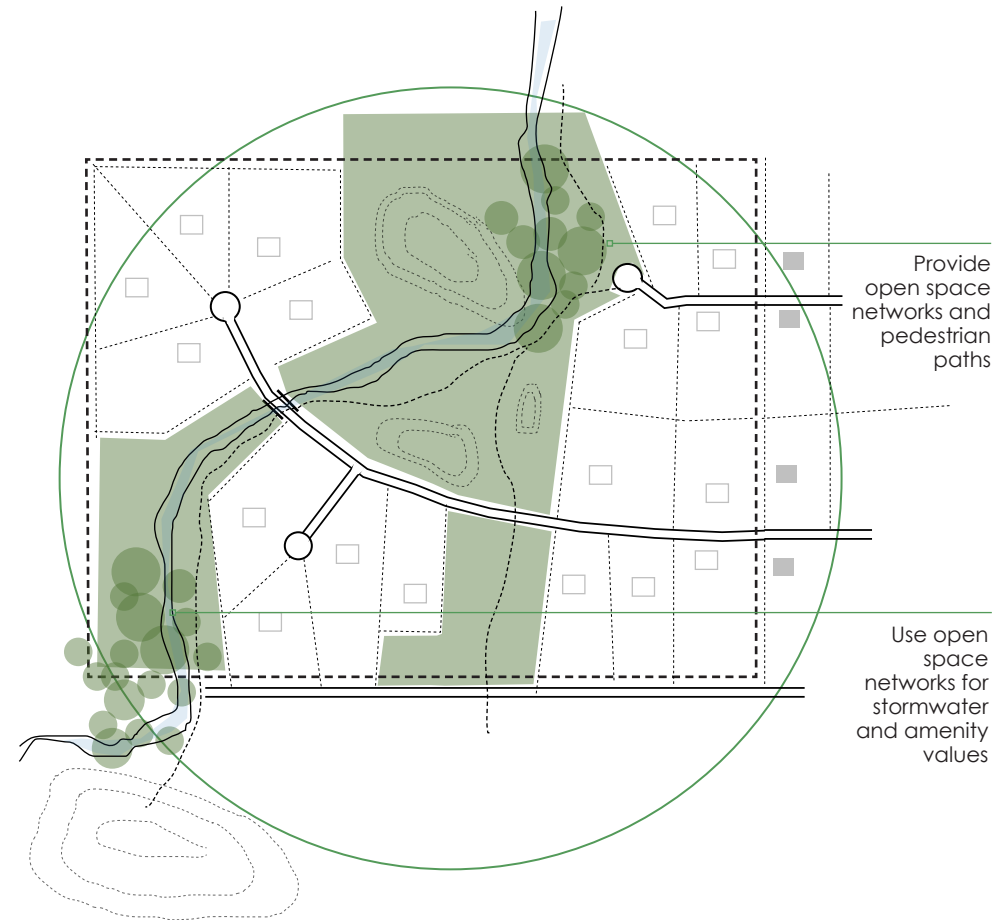 Provide
open space
networks and
pedestrian
paths
Use open
space
networks for
stormwater
and amenity
values